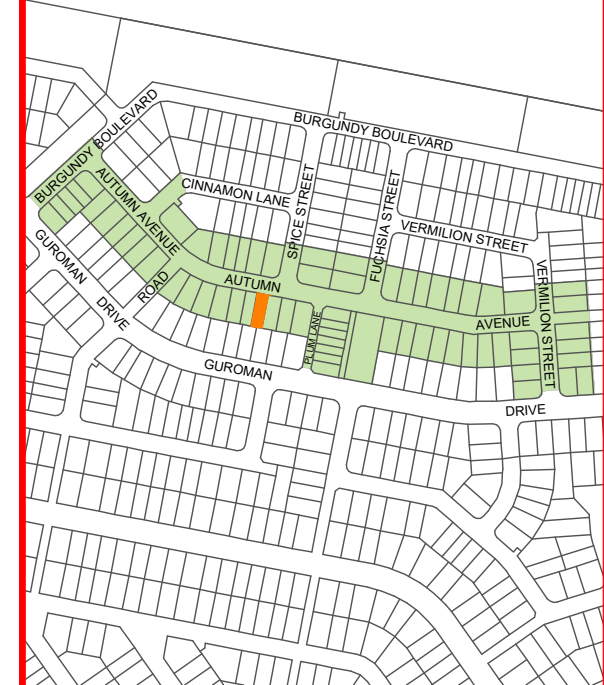 BURGUNDY BOULEVARD
BURGUNDY BOULEVARD
AUTUMN AVENUE
CINNAMON LANE
SPICE STREET
FUCHSIA STREET
VERMILION STREET
GUROMAN
DRIVE
ROAD
AUTUMN
AVENUE
VERMILION STREET
PLUM LANE
GUROMAN
DRIVE